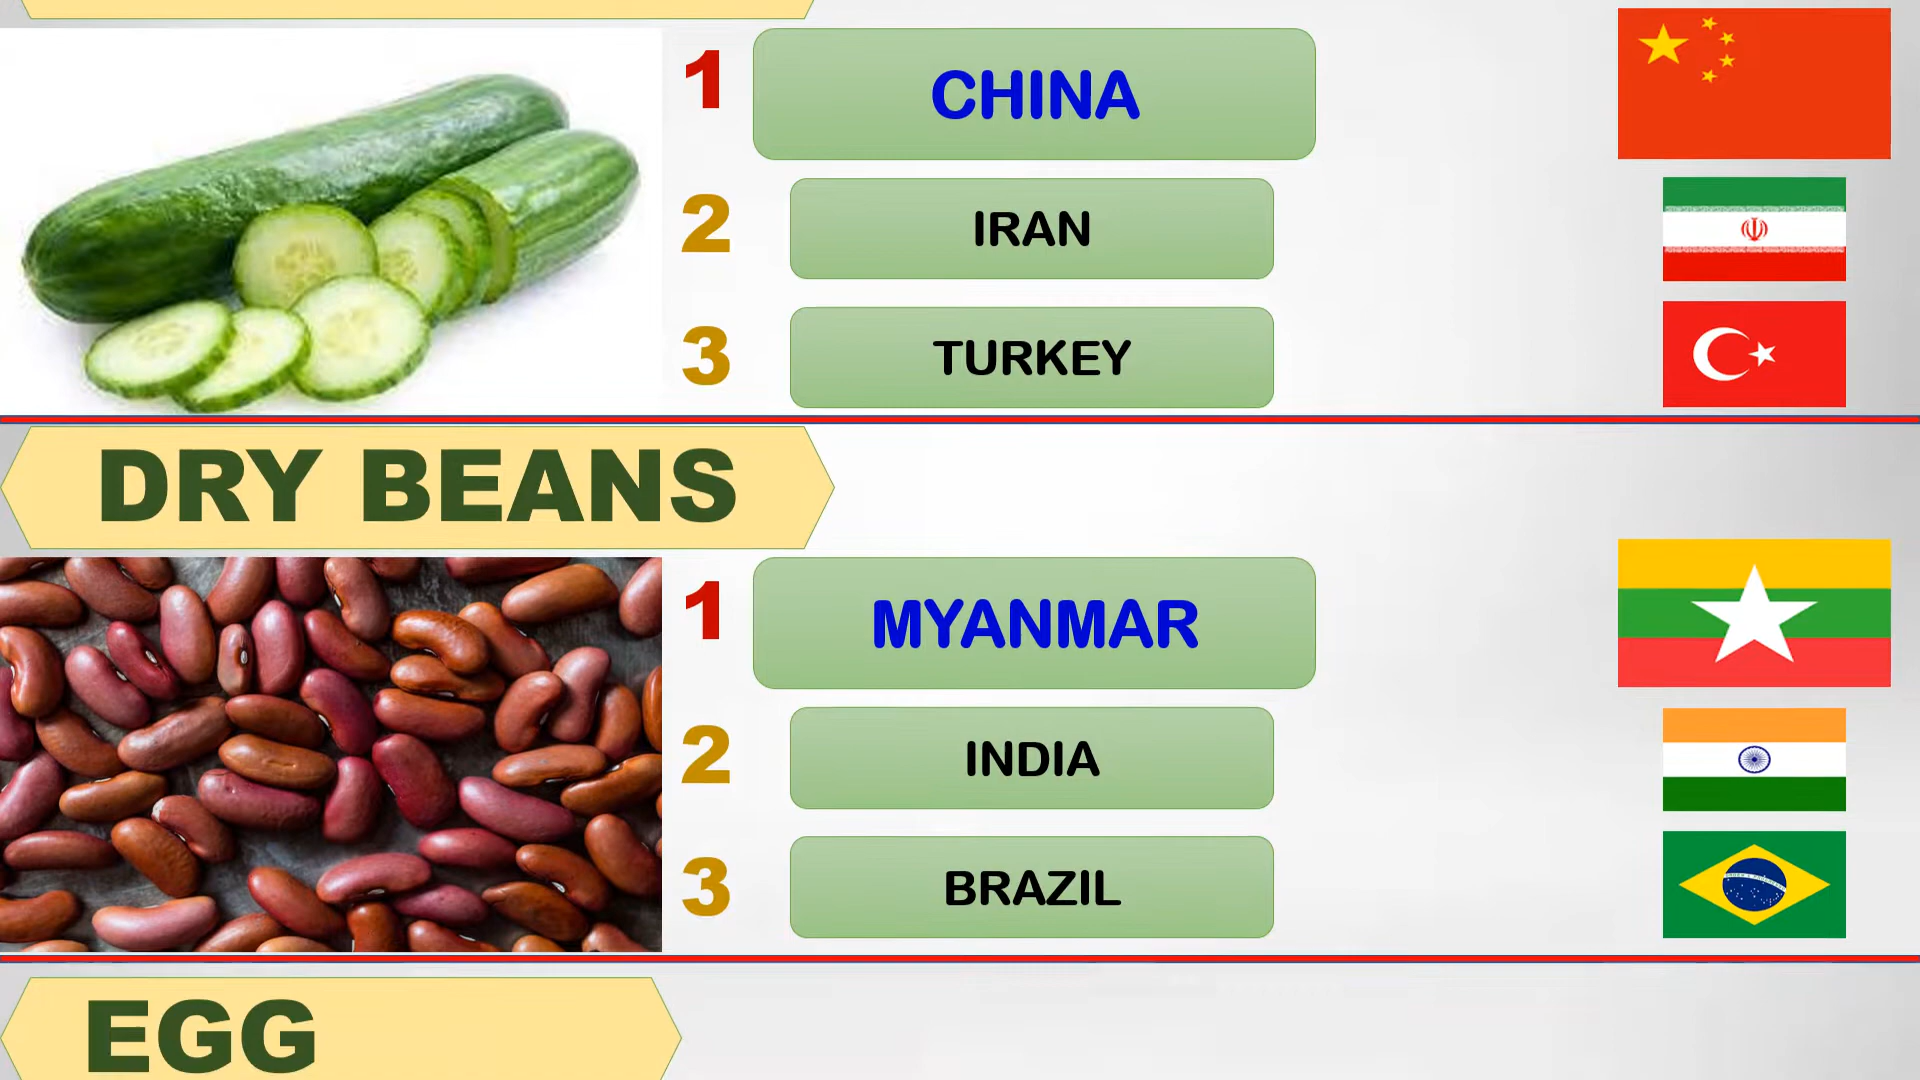 1
CHINA
2
IRAN
3
TURKEY
DRY BEANS
1
MYANMAR
2
INDIA
3
BRAZIL
EGG